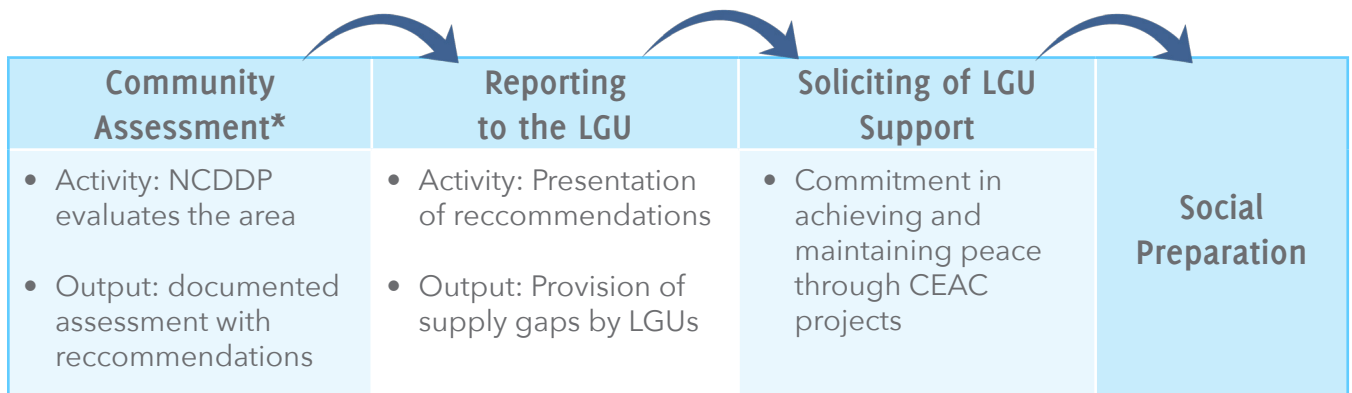 Community
Assessment*
Reporting
to the LGU
Soliciting of LGU
Support
• Activity: NCDDP
evaluates the area
• Output: documented
assessment with
reccommendations
• Activity: Presentation
of reccommendations
• Output: Provision of
supply gaps by LGUs
• Commitment in
achieving and
maintaining peace
through CEAC
projects
Social
Preparation